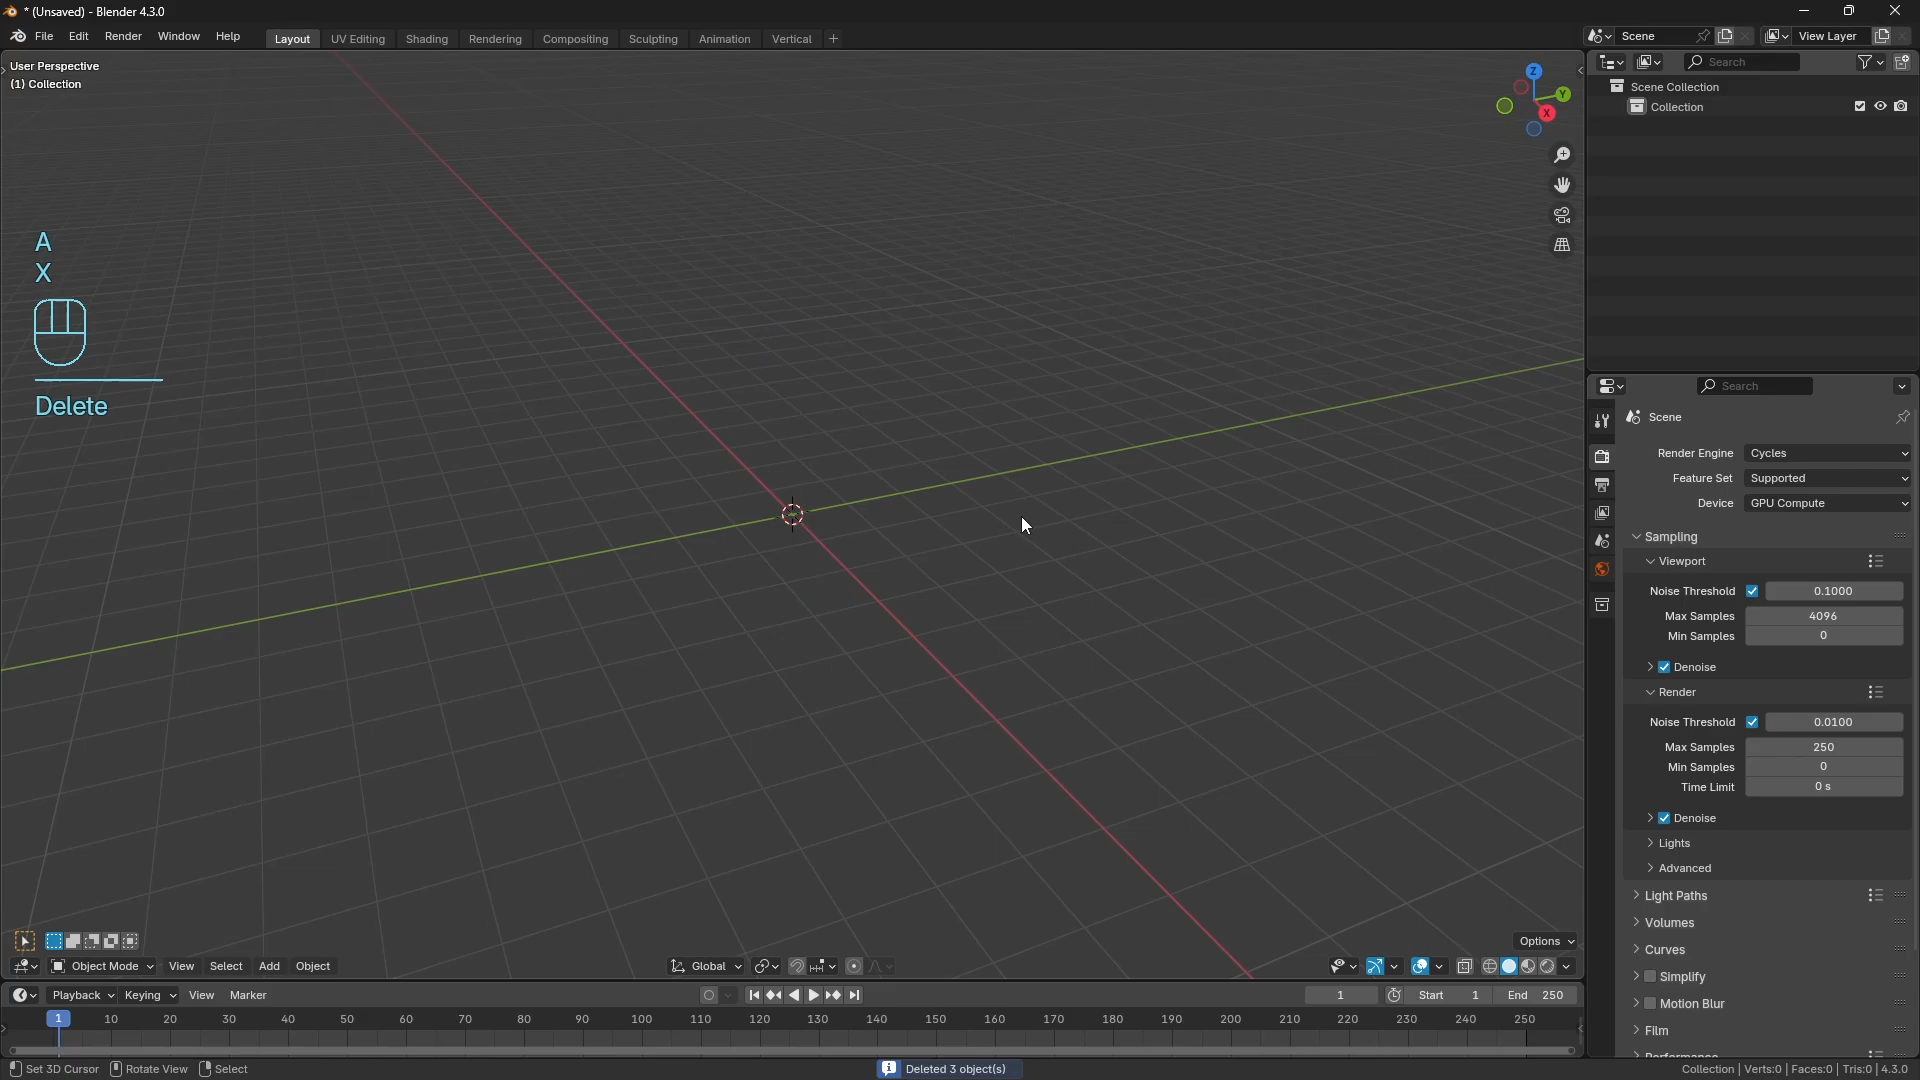 * (Unsaved) - Blender 4.3.0
File Edit Render Window Help Layout UV Editing Shading Rendering Compositing Sculpting Animation Vertical + Scene View Layer
User Perspective
(1) Collection
Z
Y
X
Search
Scene Collection
Collection
A
X
Delete
Search
Scene
Render Engine Cycles
Feature Set Supported
Device GPU Compute
Sampling
Viewport
Noise Threshold 0.1000
Max Samples 4096
Min Samples 0
Denoise
Render
Noise Threshold 0.0100
Max Samples 250
Min Samples 0
Time Limit 0 s
Denoise
Lights
Advanced
Light Paths
Volumes
Curves
Simplify
Motion Blur
Film
Performance
Options
Object Mode View Select Add Object Global
Playback Keying View Marker 1 Start 1 End 250
1 10 20 30 40 50 60 70 80 90 100 110 120 130 140 150 160 170 180 190 200 210 220 230 240 250
Set 3D Cursor Rotate View Select Deleted 3 object(s) Collection | Verts:0 | Faces:0 | Tris:0 | 4.3.0